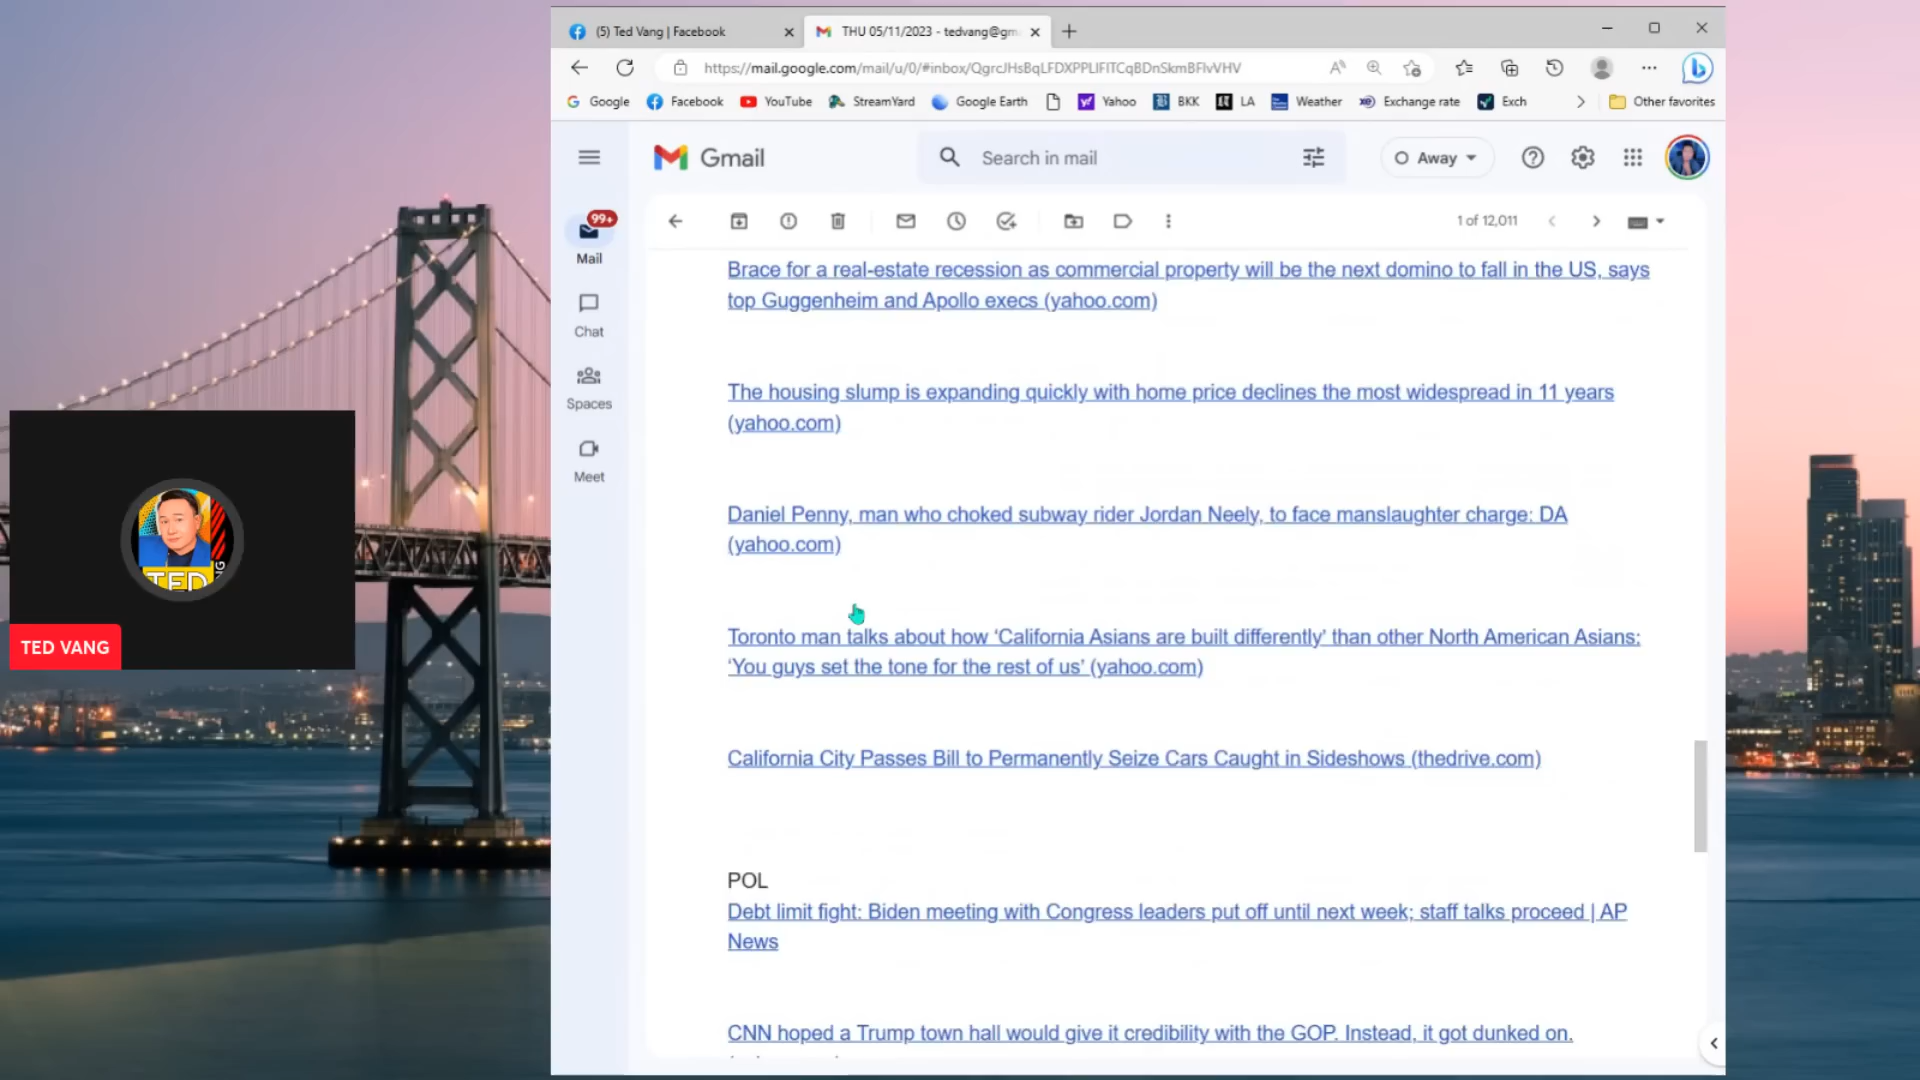 (5) Ted Vang | Facebook
THU 05/11/2023 - tedvang@gm
https://mail.google.com/mail/u/0/#inbox/QgrcJHsBqLFDXPPLlFlTCqBDnSkmBFlvVHV
Google Facebook YouTube StreamYard Google Earth Yahoo BKK LA Weather Exchange rate Exch Other favorites
Gmail
Search in mail
Away
99+
Mail
1 of 12,011
Chat
Spaces
Meet
Brace for a real-estate recession as commercial property will be the next domino to fall in the US, says
top Guggenheim and Apollo execs (yahoo.com)
The housing slump is expanding quickly with home price declines the most widespread in 11 years
(yahoo.com)
Daniel Penny, man who choked subway rider Jordan Neely, to face manslaughter charge: DA
(yahoo.com)
Toronto man talks about how ‘California Asians are built differently’ than other North American Asians:
‘You guys set the tone for the rest of us’ (yahoo.com)
California City Passes Bill to Permanently Seize Cars Caught in Sideshows (thedrive.com)
POL
Debt limit fight: Biden meeting with Congress leaders put off until next week; staff talks proceed | AP
News
CNN hoped a Trump town hall would give it credibility with the GOP. Instead, it got dunked on.
TED
TED VANG